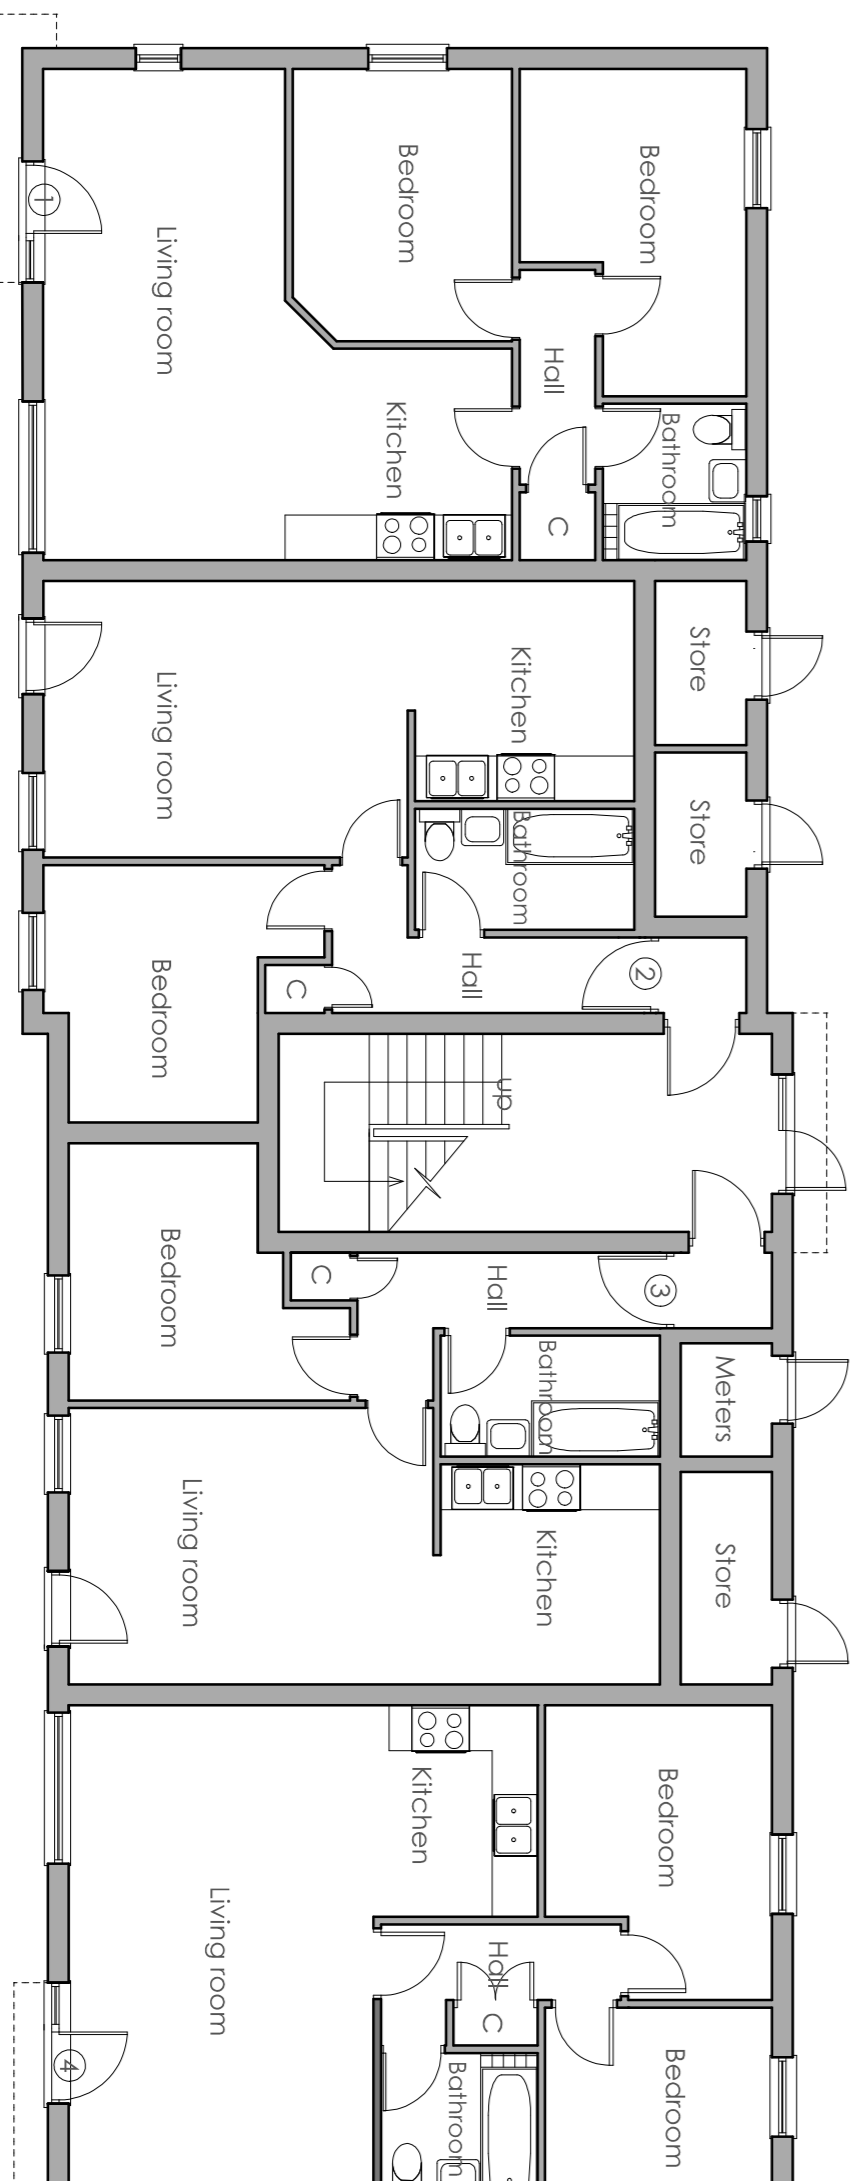 Bedroom
Bedroom
1
Living room
Hall
Kitchen
Bathroom
C
Store
Kitchen
Living room
Store
Bathroom
2
Hall
C
Bedroom
up
Bedroom
C
Hall
3
Bathroom
Meters
Living room
Kitchen
Store
Kitchen
Bedroom
Living room
Hall
C
4
Bathroom
Bedroom